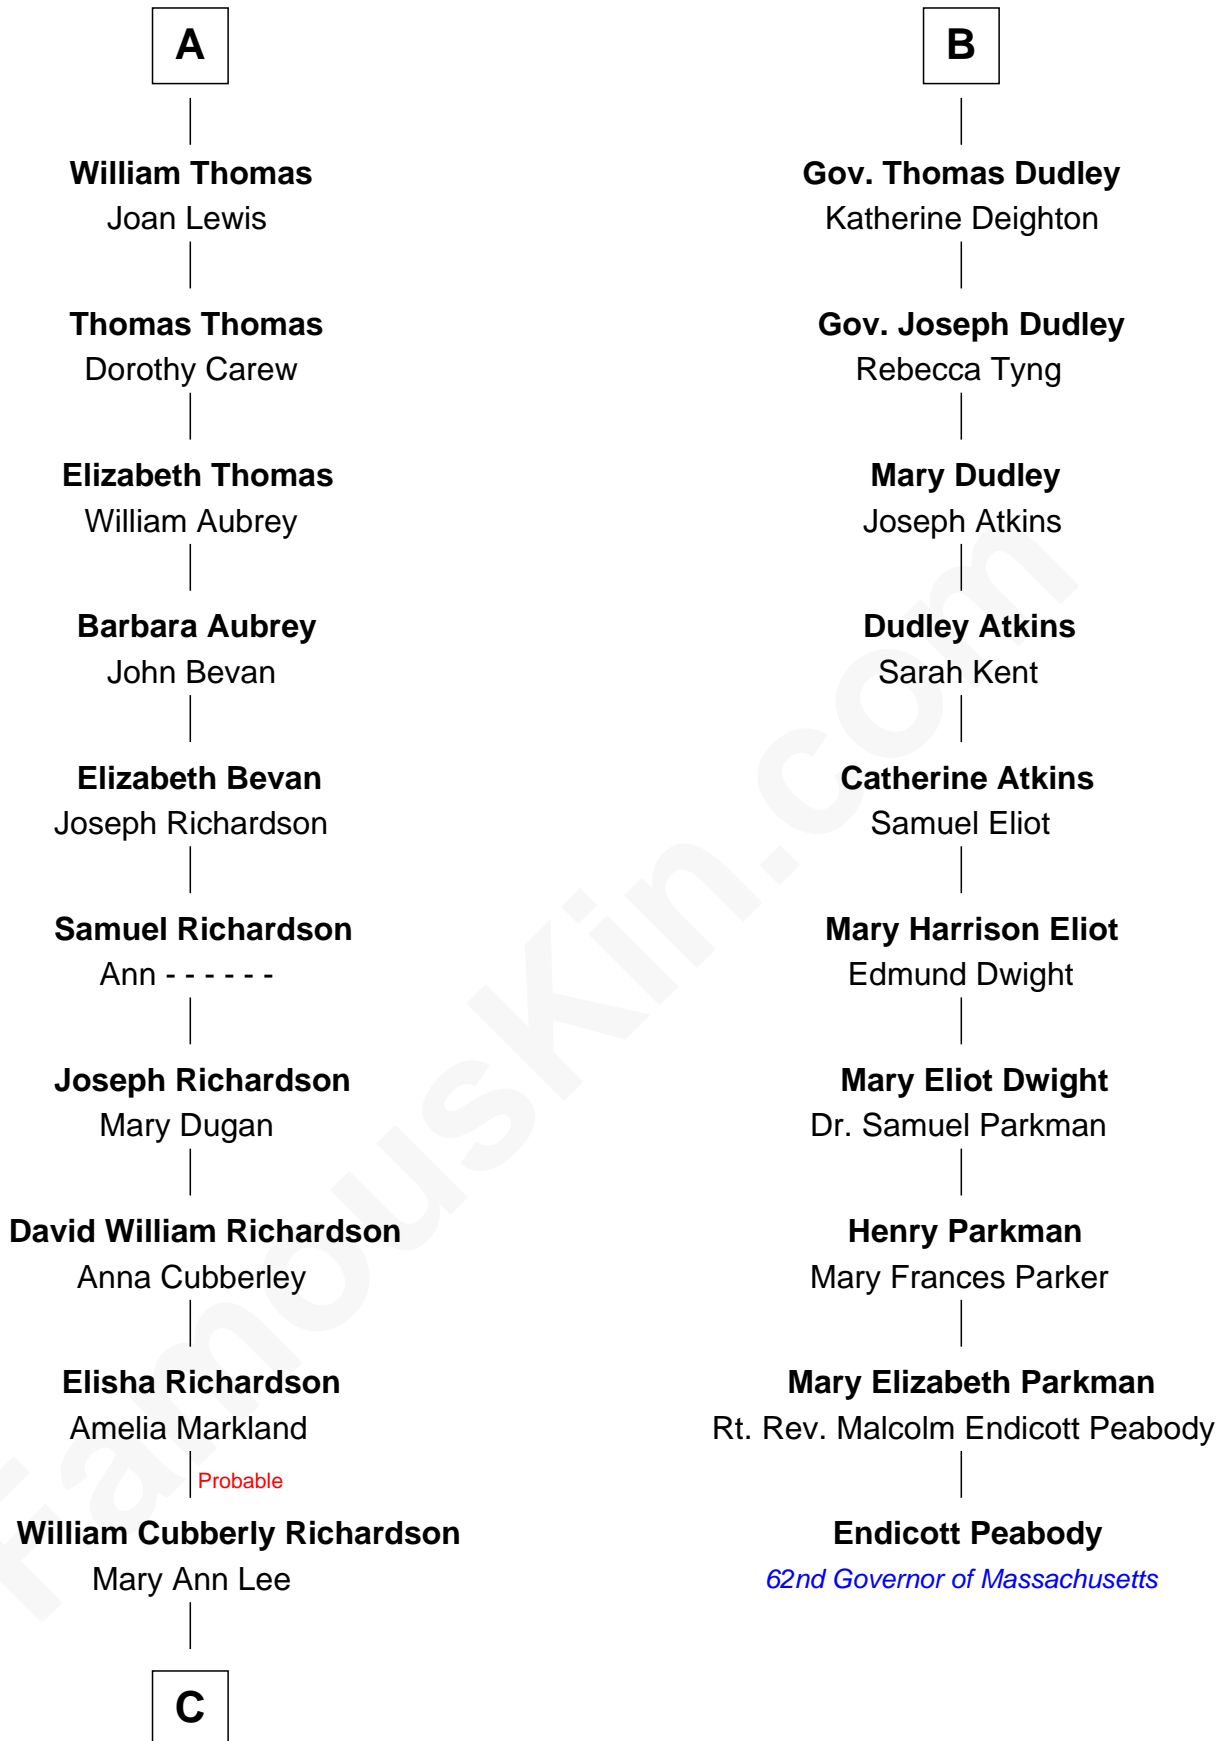 A
William Thomas
Joan Lewis
Thomas Thomas
Dorothy Carew
Elizabeth Thomas
William Aubrey
Barbara Aubrey
John Bevan
Elizabeth Bevan
Joseph Richardson
Samuel Richardson
Ann - - - - - -
Joseph Richardson
Mary Dugan
David William Richardson
Anna Cubberley
Elisha Richardson
Amelia Markland
Probable
William Cubberly Richardson
Mary Ann Lee
C
B
Gov. Thomas Dudley
Katherine Deighton
Gov. Joseph Dudley
Rebecca Tyng
Mary Dudley
Joseph Atkins
Dudley Atkins
Sarah Kent
Catherine Atkins
Samuel Eliot
Mary Harrison Eliot
Edmund Dwight
Mary Eliot Dwight
Dr. Samuel Parkman
Henry Parkman
Mary Frances Parker
Mary Elizabeth Parkman
Rt. Rev. Malcolm Endicott Peabody
Endicott Peabody
62nd Governor of Massachusetts
FamousKin.com